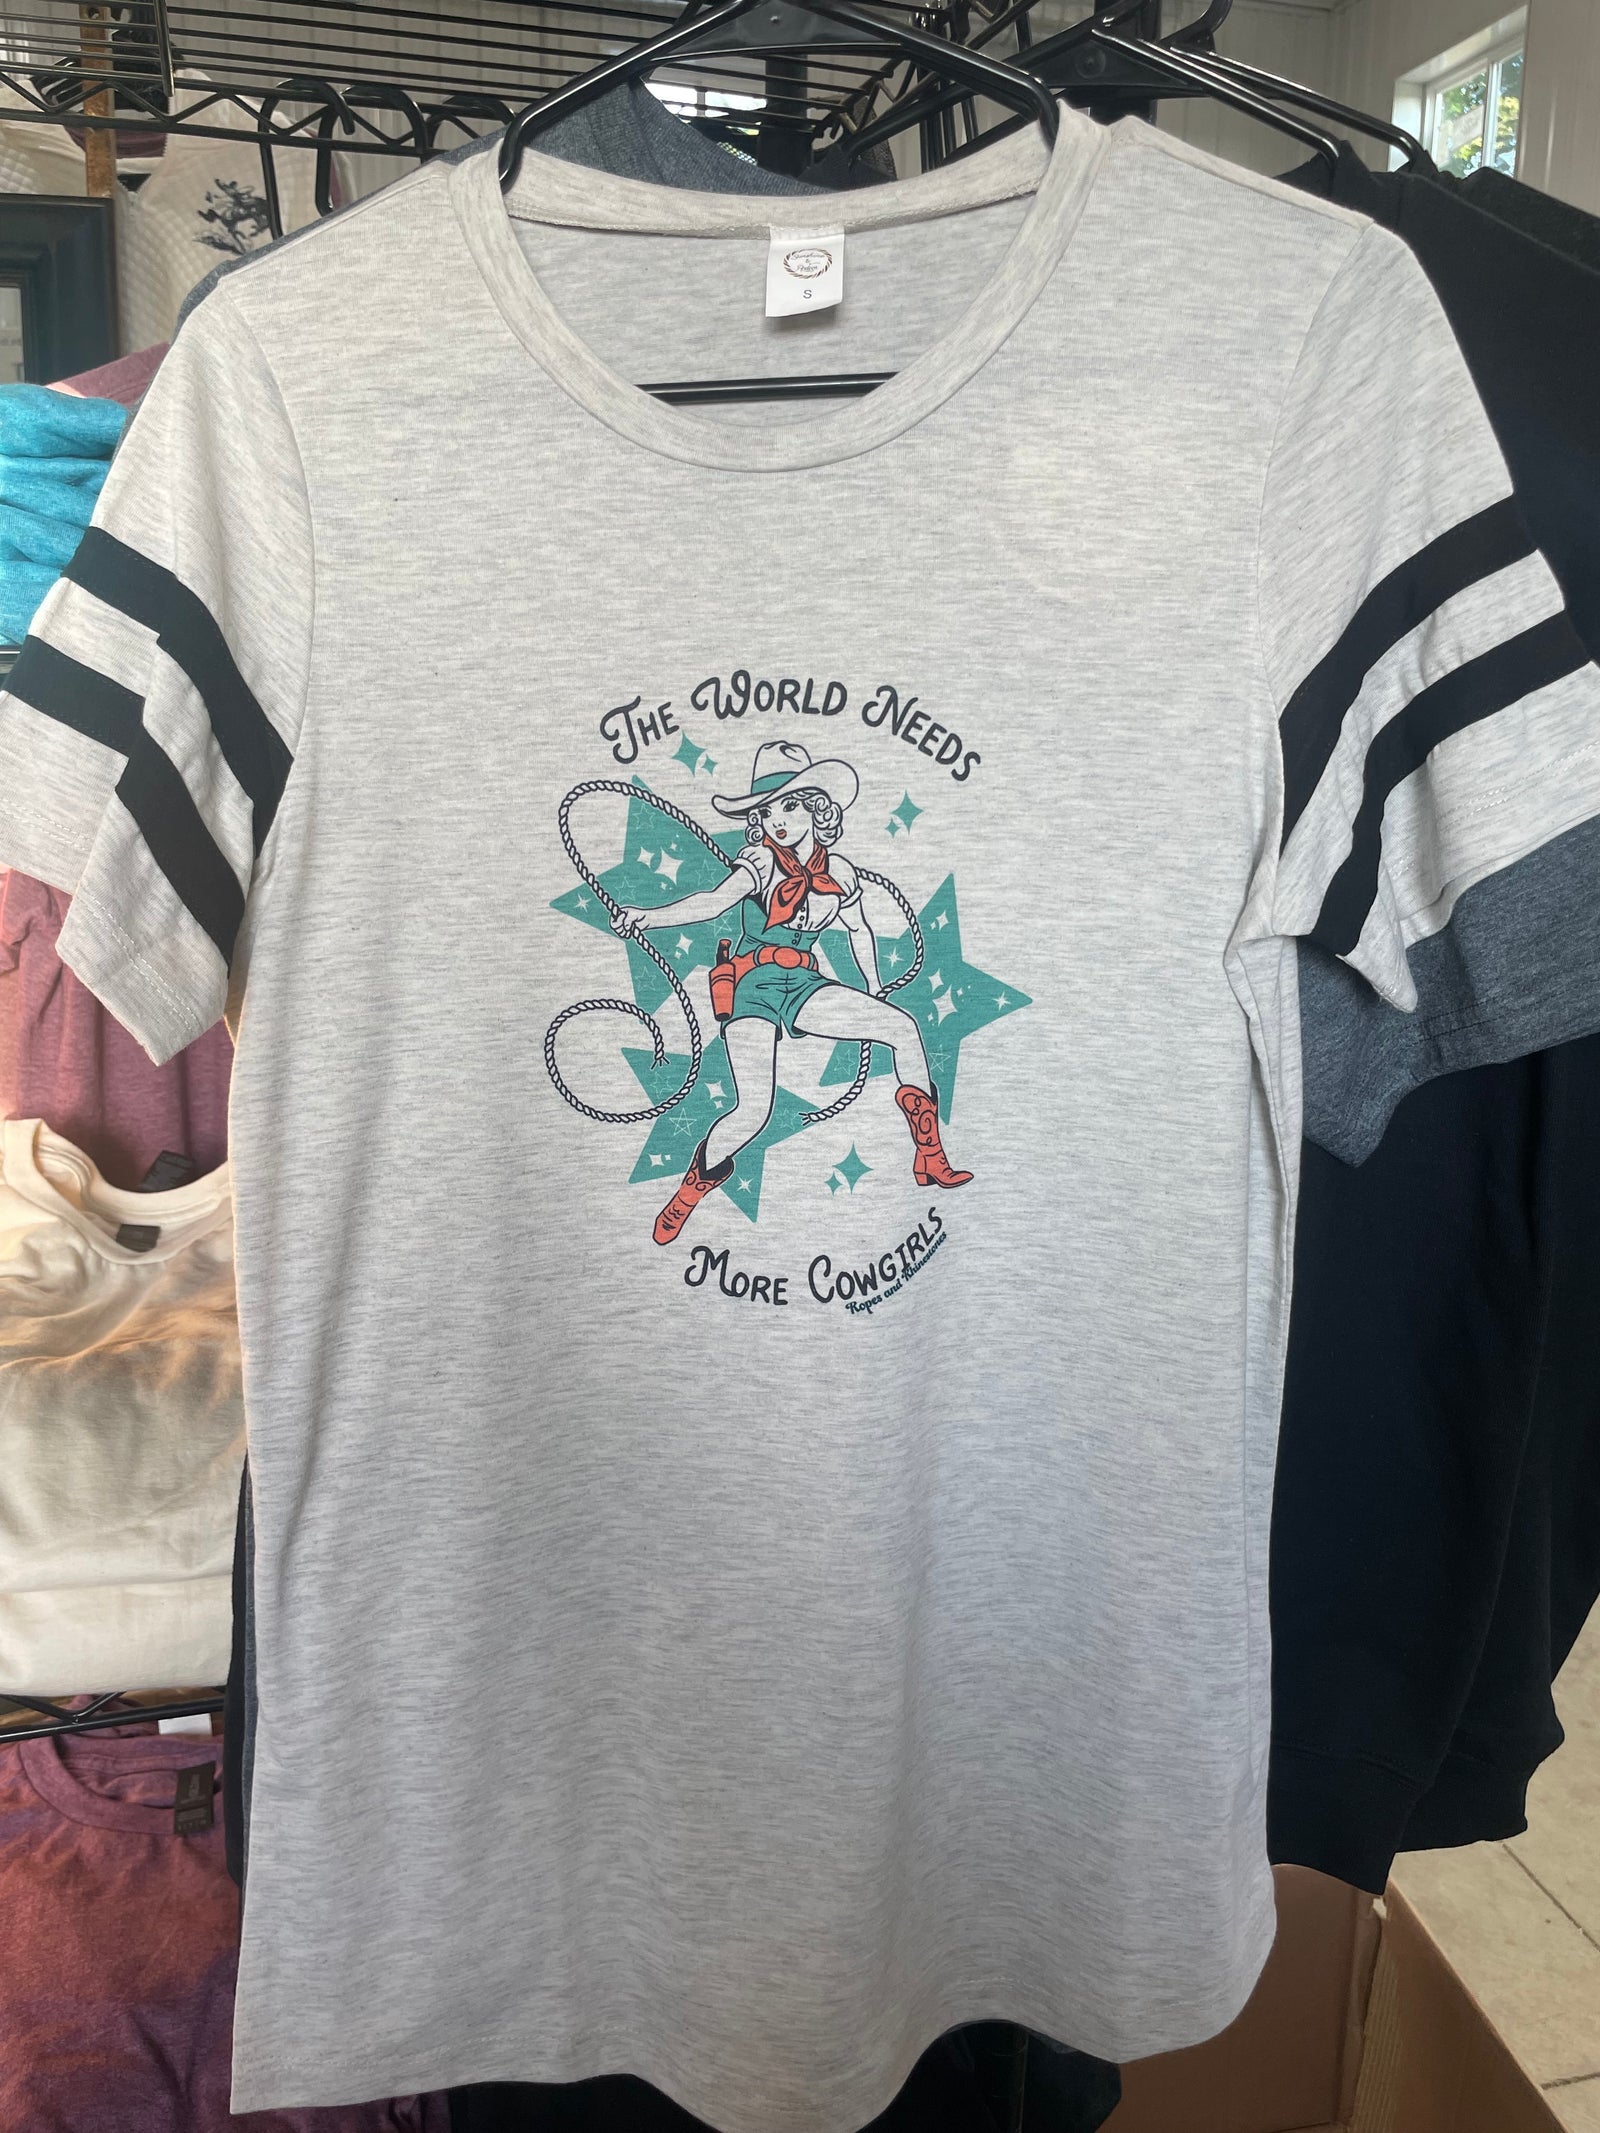 S
The World Needs
More Cowgirls
Ropes and Rhinestones